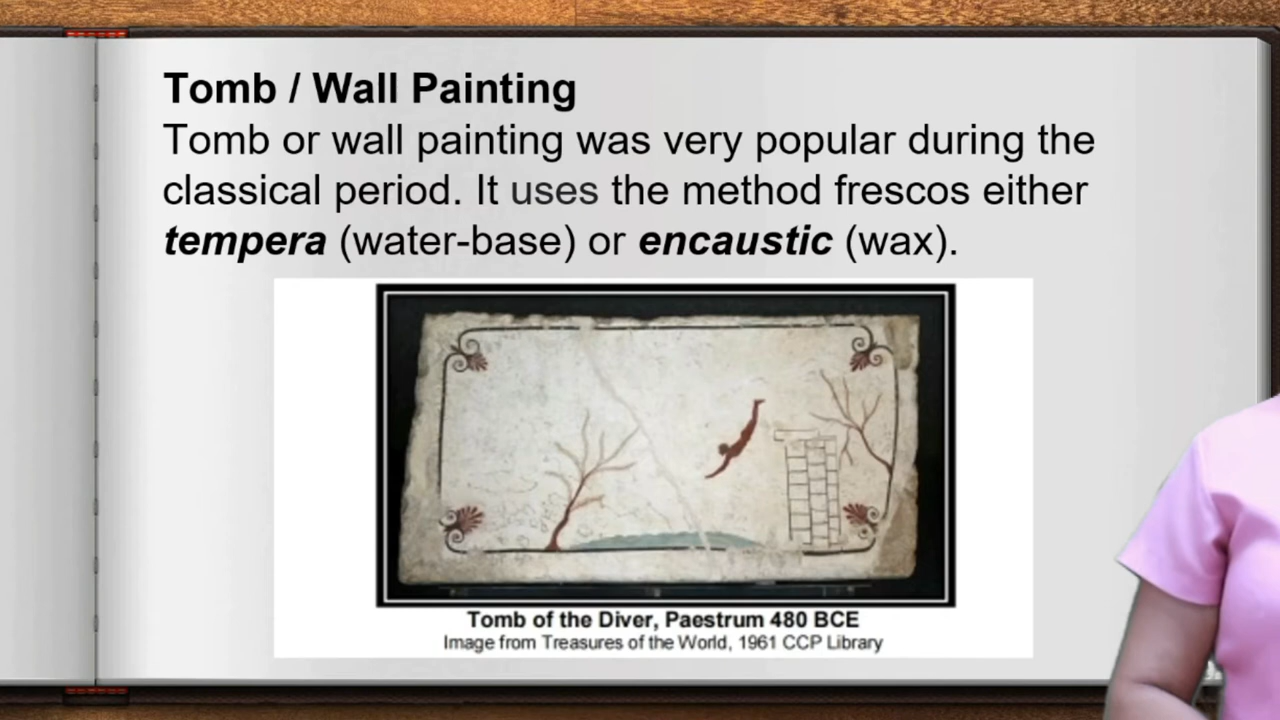 Tomb / Wall Painting
Tomb or wall painting was very popular during the
classical period. It uses the method frescos either
tempera (water-base) or encaustic (wax).
Tomb of the Diver, Paestrum 480 BCE
Image from Treasures of the World, 1961 CCP Library